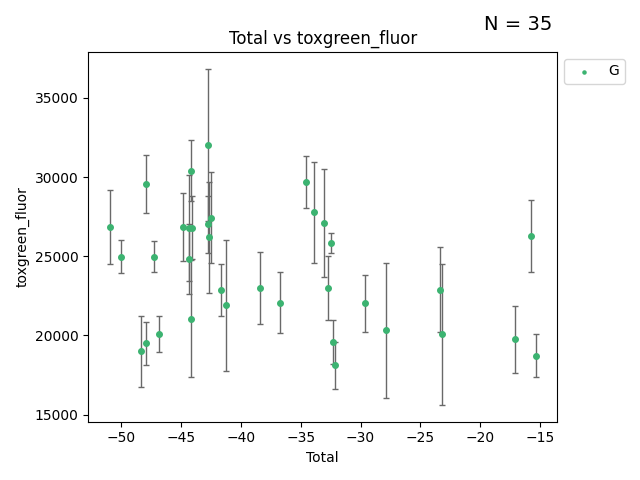 N = 35
Total vs toxgreen_fluor
G
toxgreen_fluor
35000
30000
25000
20000
15000
−50 −45 −40 −35 −30 −25 −20 −15
Total